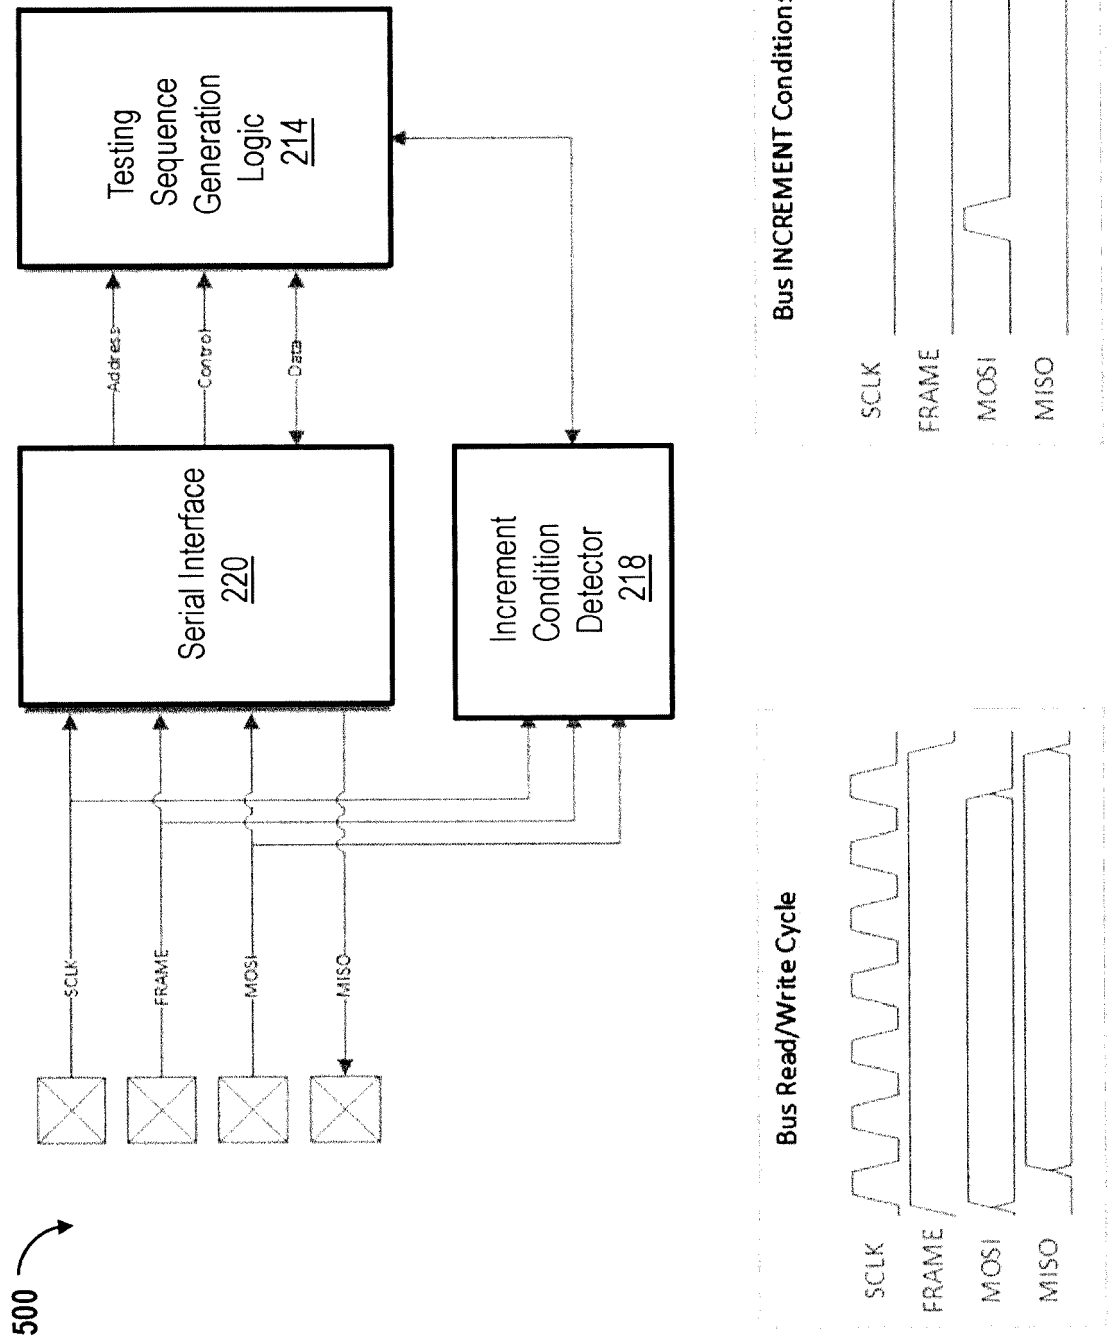 500
SCLK
FRAME
MOSI
MISO
Serial Interface
220
Address
Control
Data
Testing
Sequence
Generation
Logic
214
Increment
Condition
Detector
218
Bus Read/Write Cycle
SCLK
FRAME
MOSI
MISO
Bus INCREMENT Condition
SCLK
FRAME
MOSI
MISO